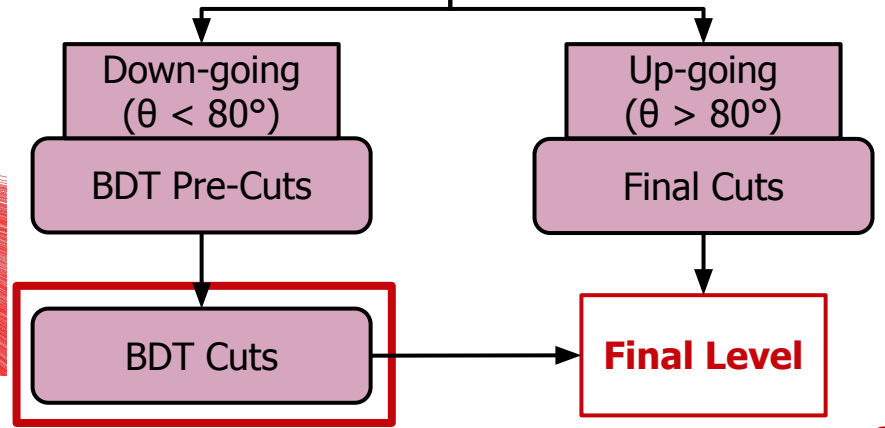 Down-going
(θ < 80°)
BDT Pre-Cuts
Up-going
(θ > 80°)
Final Cuts
BDT Cuts
Final Level